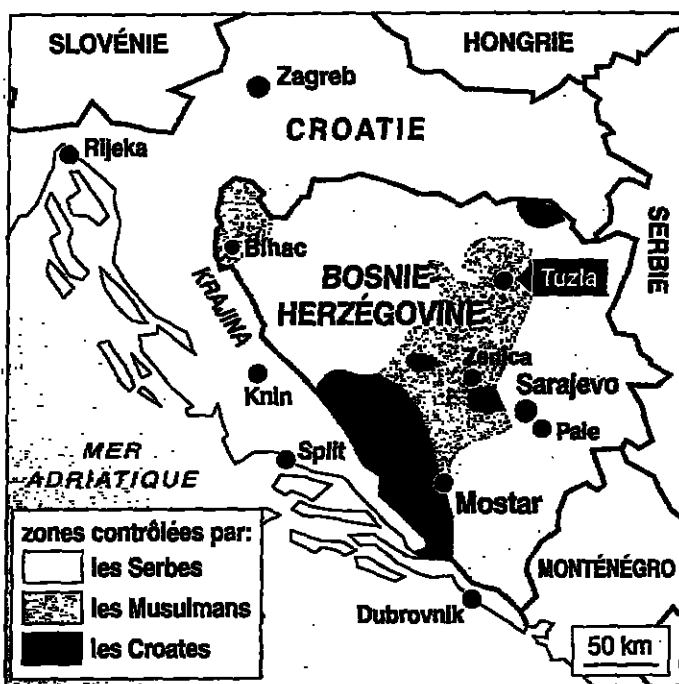 SLOVÉNIE
HONGRIE
Zagreb
CROATIE
Rijeka
SERBIE
Bihac
KRAJINA
BOSNIE
HERZÉGOVINE
Tuzla
Zenica
Knin
Sarajevo
Pale
Split
MER
ADRIATIQUE
Mostar
MONTÉNÉGRO
Dubrovnik
zones contrôlées par:
les Serbes
les Musulmans
les Croates
50 km